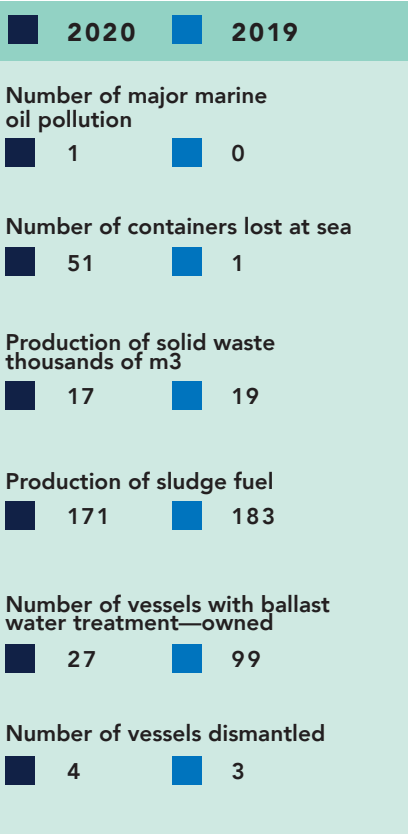 2020 2019
Number of major marine
oil pollution
1 0
Number of containers lost at sea
51 1
Production of solid waste
thousands of m3
17 19
Production of sludge fuel
171 183
Number of vessels with ballast
water treatment—owned
27 99
Number of vessels dismantled
4 3